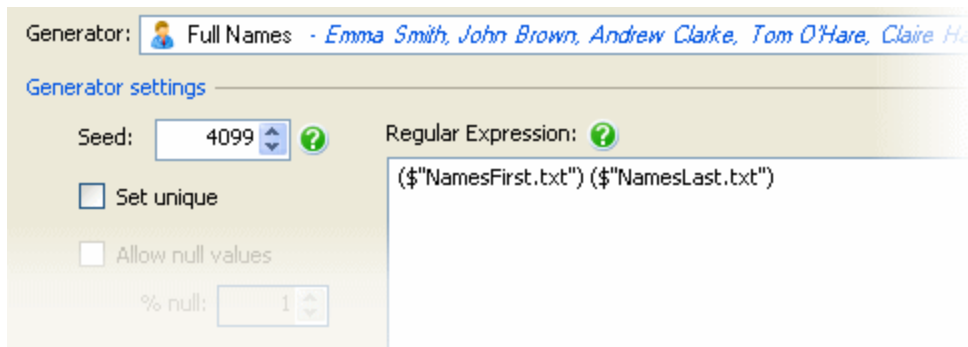 Generator: Full Names - Emma Smith, John Brown, Andrew Clarke, Tom O'Hare, Claire
Generator settings
Seed: 4099 Regular Expression:
($"NamesFirst.txt") ($"NamesLast.txt")
Set unique
Allow null values
% null: 1